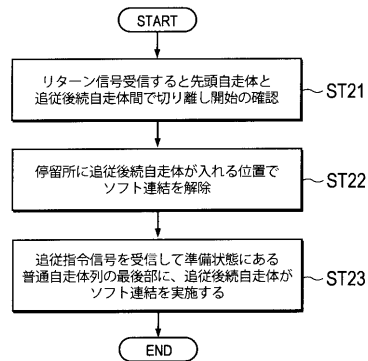 START
リターン信号受信すると先頭自走体と
追従後続自走体間で切り離し開始の確認
ST21
停留所に追従後続自走体が入れる位置で
ソフト連結を解除
ST22
追従指令信号を受信して準備状態にある
普通自走体列の最後部に、追従後続自走体が
ソフト連結を実施する
ST23
END